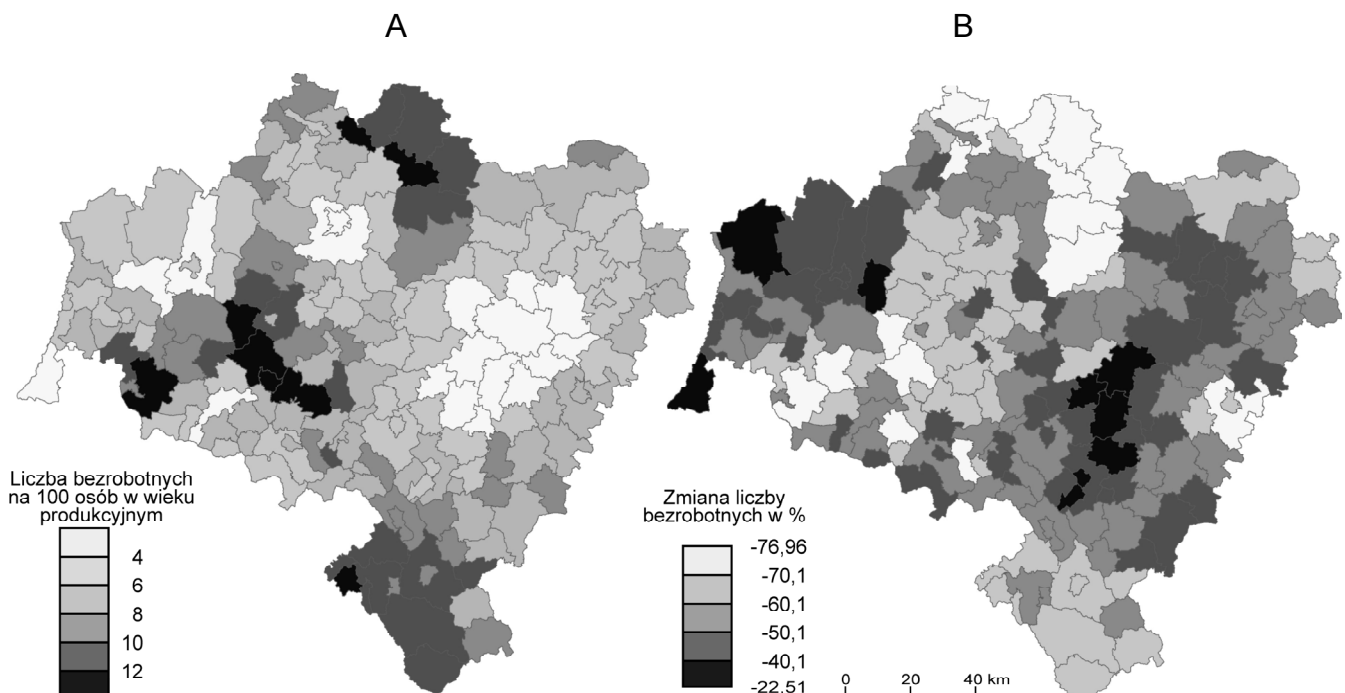 A
B
Liczba bezrobotnych
na 100 osób w wieku
produkcyjnym
4
6
8
10
12
Zmiana liczby
bezrobotnych w %
-76,96
-70,1
-60,1
-50,1
-40,1
-22,51
0 20 40 km